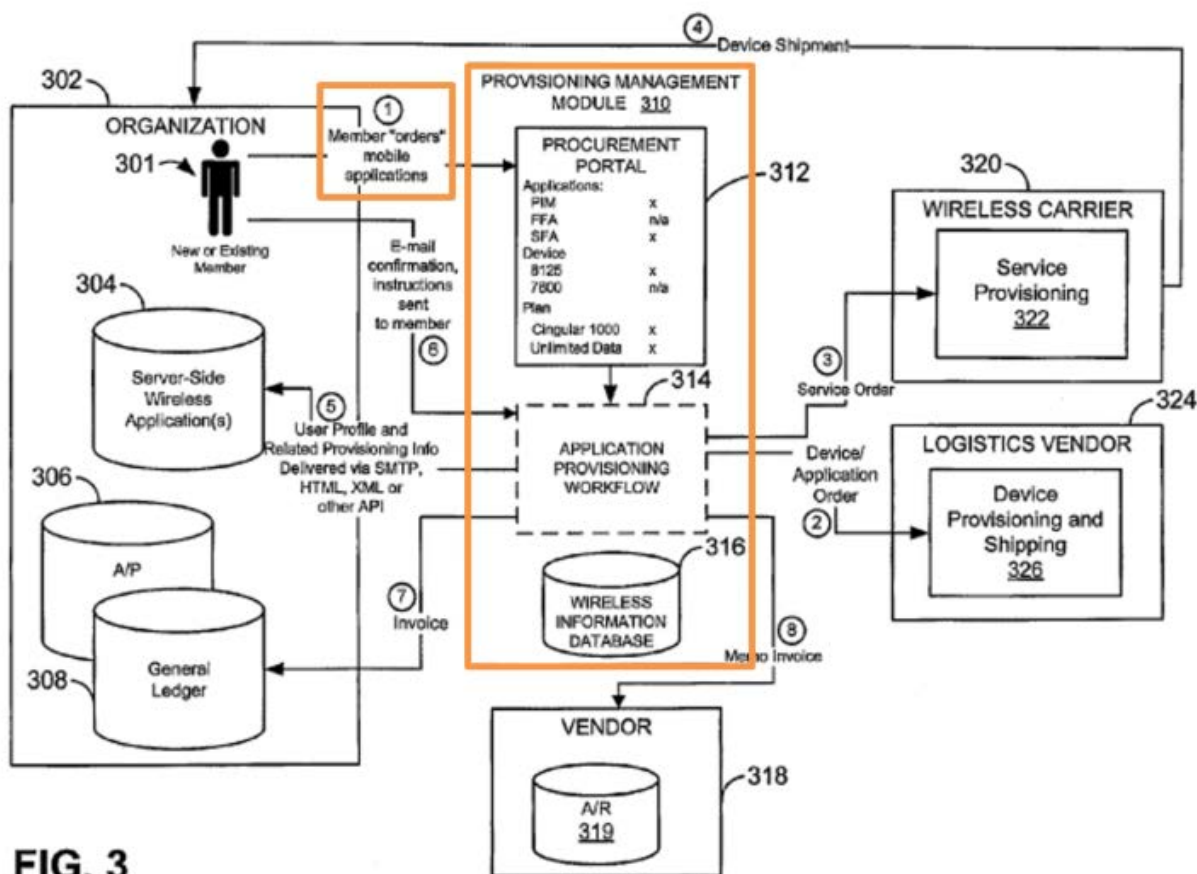 ④
Device Shipment
302
ORGANIZATION
301
New or Existing
Member
①
Member "orders"
mobile
applications
PROVISIONING MANAGEMENT
MODULE 310
PROCUREMENT
PORTAL
Applications:
PIM x
FFA n/a
SFA x
Device
8125 x
7800 n/a
Plan
Cingular 1000 x
Unlimited Data x
312
320
WIRELESS CARRIER
Service
Provisioning
322
E-mail
confirmation,
instructions
sent
to member
⑥
304
Server-Side
Wireless
Application(s)
⑤
User Profile and
Related Provisioning Info
Delivered via SMTP,
HTML, XML or
other API
314
APPLICATION
PROVISIONING
WORKFLOW
③
Service Order
324
LOGISTICS VENDOR
Device
Provisioning and
Shipping
326
Device/
Application
Order
②
306
A/P
308
General
Ledger
⑦
Invoice
316
WIRELESS
INFORMATION
DATABASE
⑧
Memo Invoice
VENDOR
318
A/R
319
FIG. 3